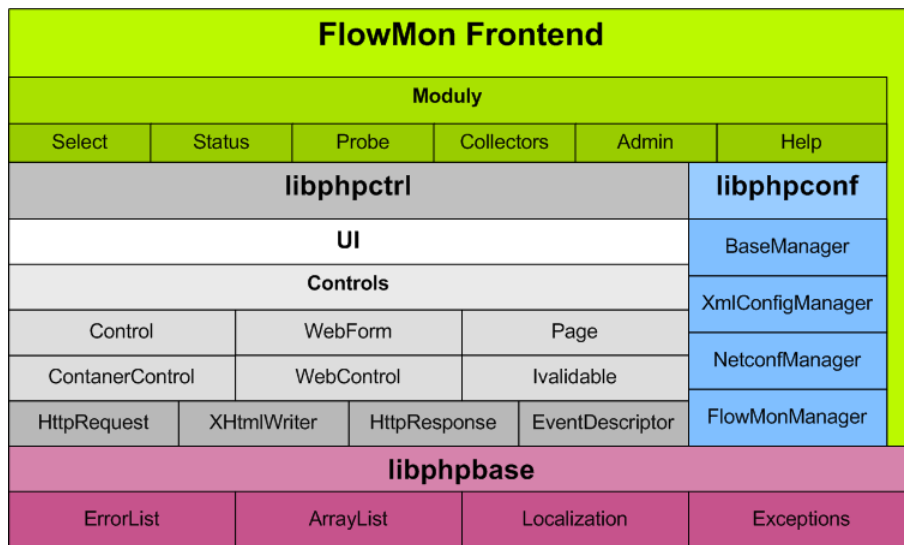 FlowMon Frontend
Moduly
Select Status Probe Collectors Admin Help
libphpctrl libphpconf
UI
BaseManager
Controls
XmlConfigManager
Control WebForm Page
NetconfManager
ContanerControl WebControl Ivalidable
HttpRequest XHtmlWriter HttpResponse EventDescriptor FlowMonManager
libphpbase
ErrorList ArrayList Localization Exceptions